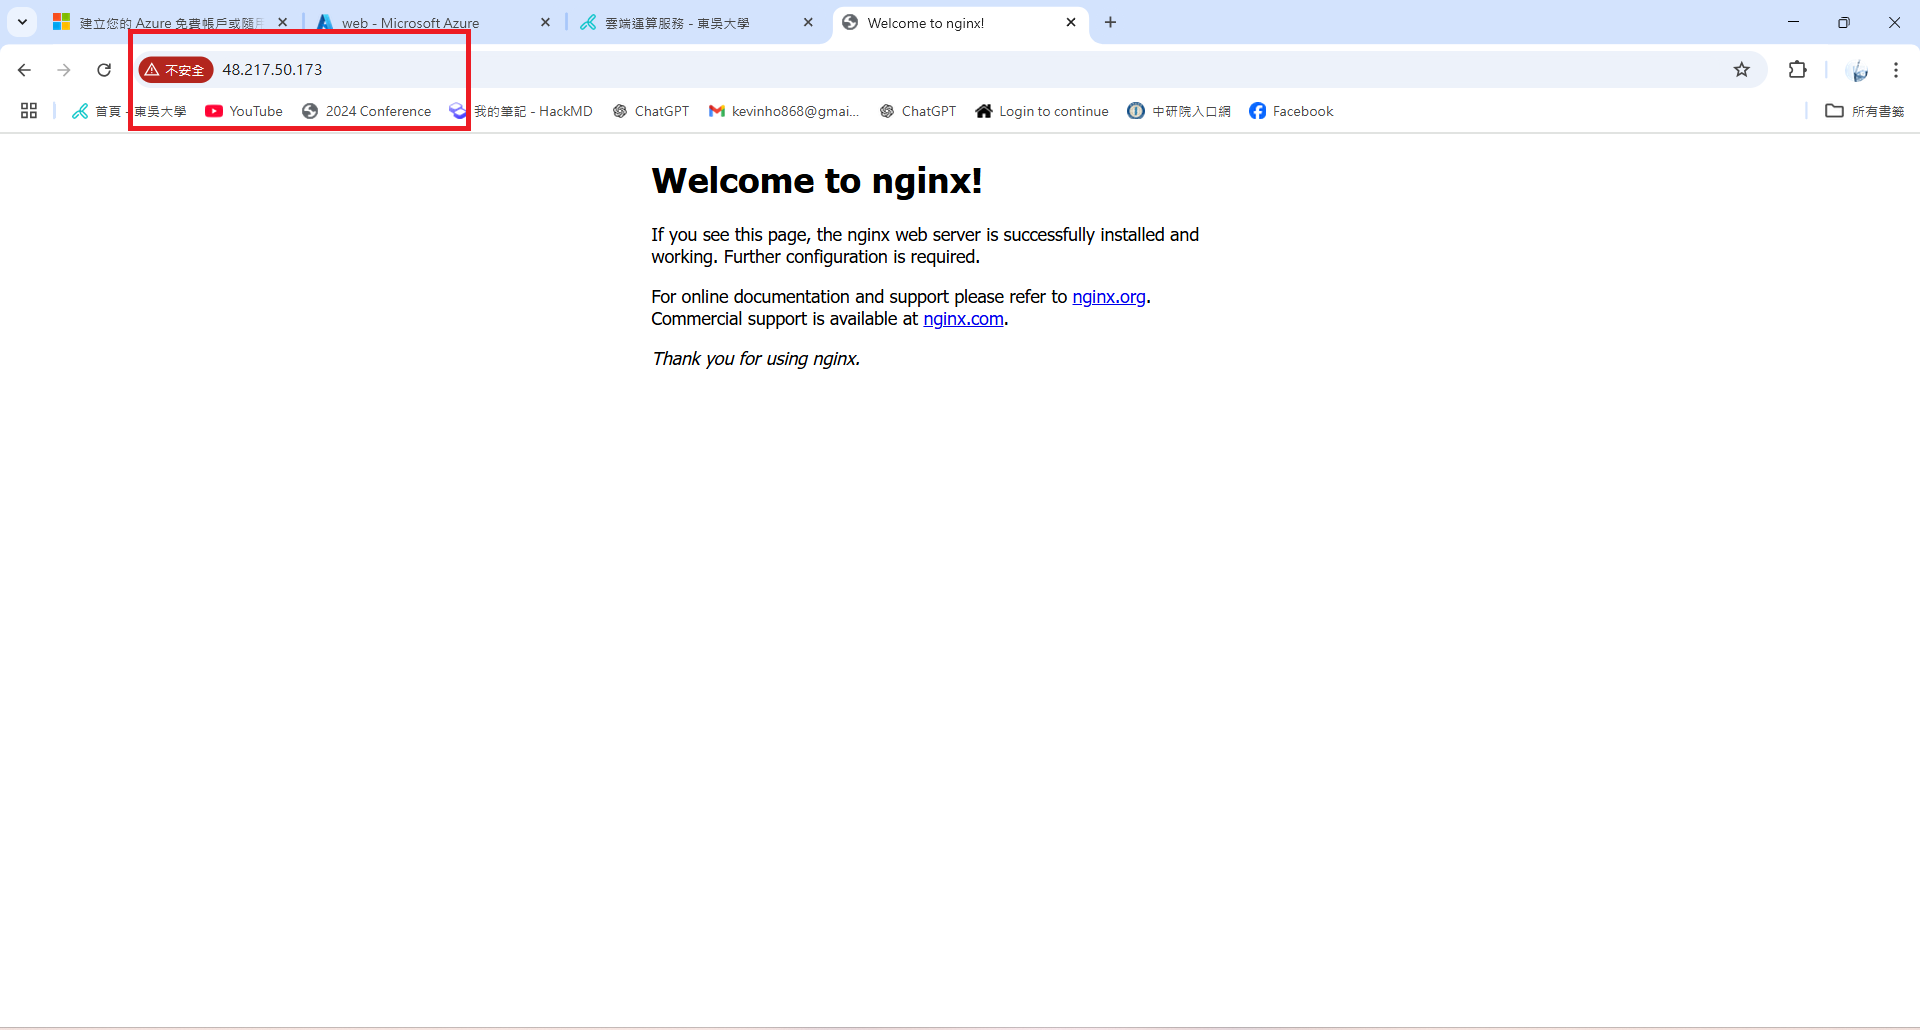 建立您的 Azure 免費帳戶或隨用
web - Microsoft Azure
雲端運算服務 - 東吳大學
Welcome to nginx!
不安全
48.217.50.173
首頁 - 東吳大學
YouTube
2024 Conference
我的筆記 - HackMD
ChatGPT
kevinho868@gmai...
ChatGPT
Login to continue
中研院入口網
Facebook
所有書籤
Welcome to nginx!
If you see this page, the nginx web server is successfully installed and
working. Further configuration is required.
For online documentation and support please refer to nginx.org.
Commercial support is available at nginx.com.
Thank you for using nginx.